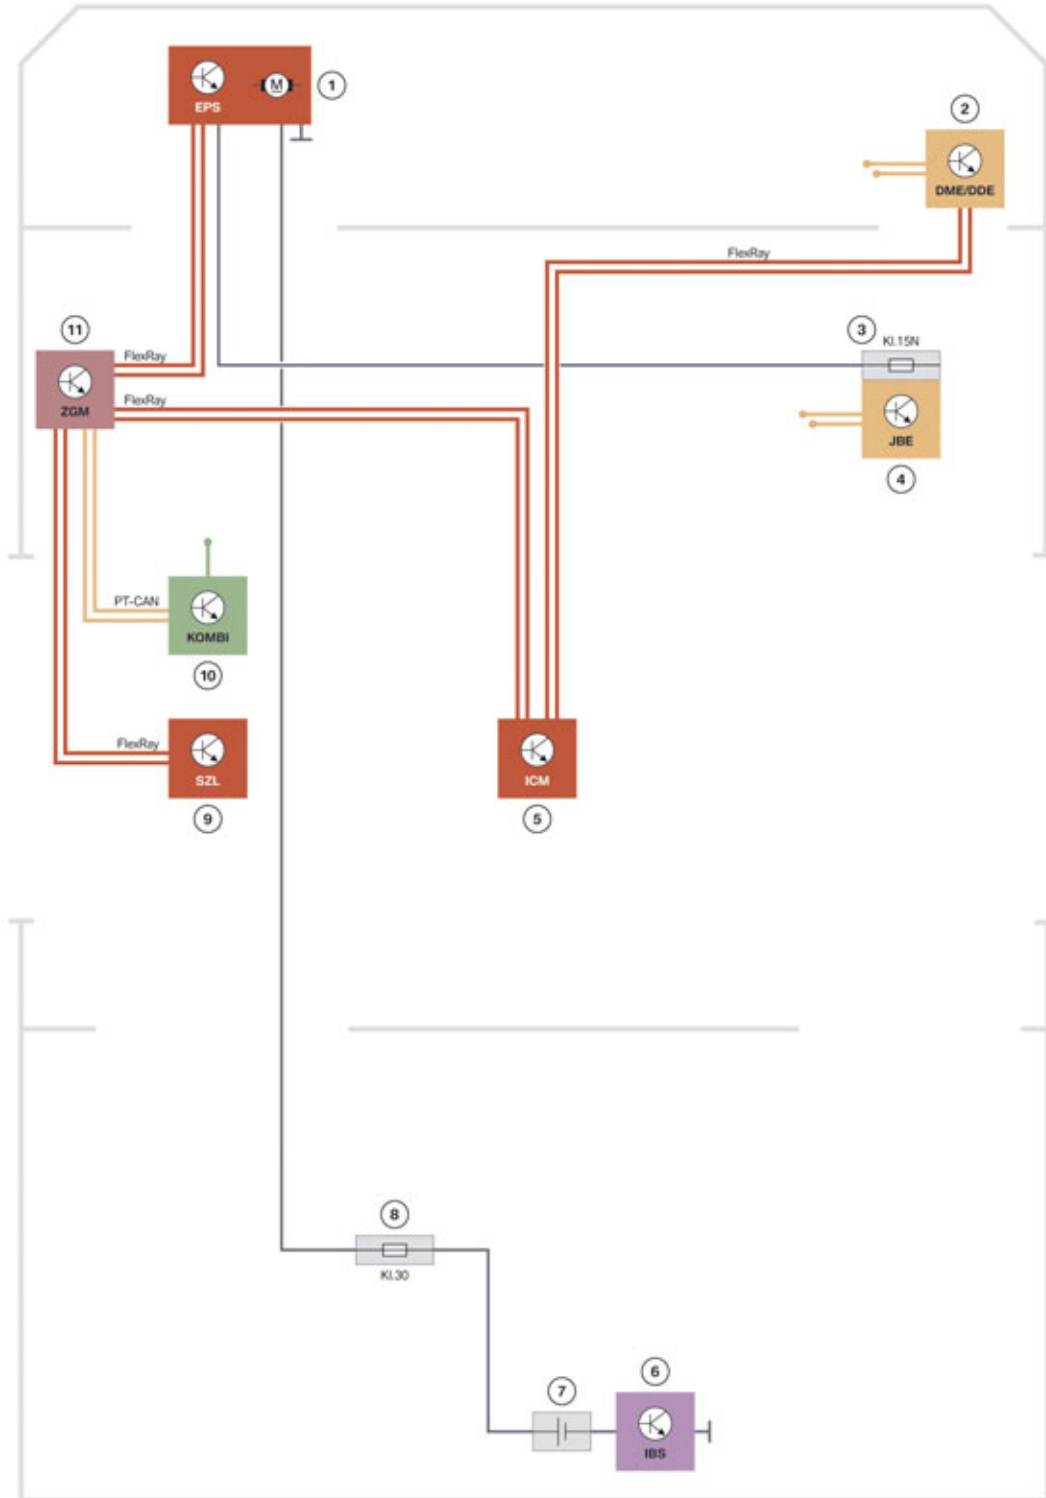 1
M
EPS
2
DME/DDE
FlexRay
11
3
Kl.15N
FlexRay
ZGM
FlexRay
JBE
4
PT-CAN
KOMBI
10
FlexRay
SZL
ICM
9
5
8
Kl.30
6
7
IBS